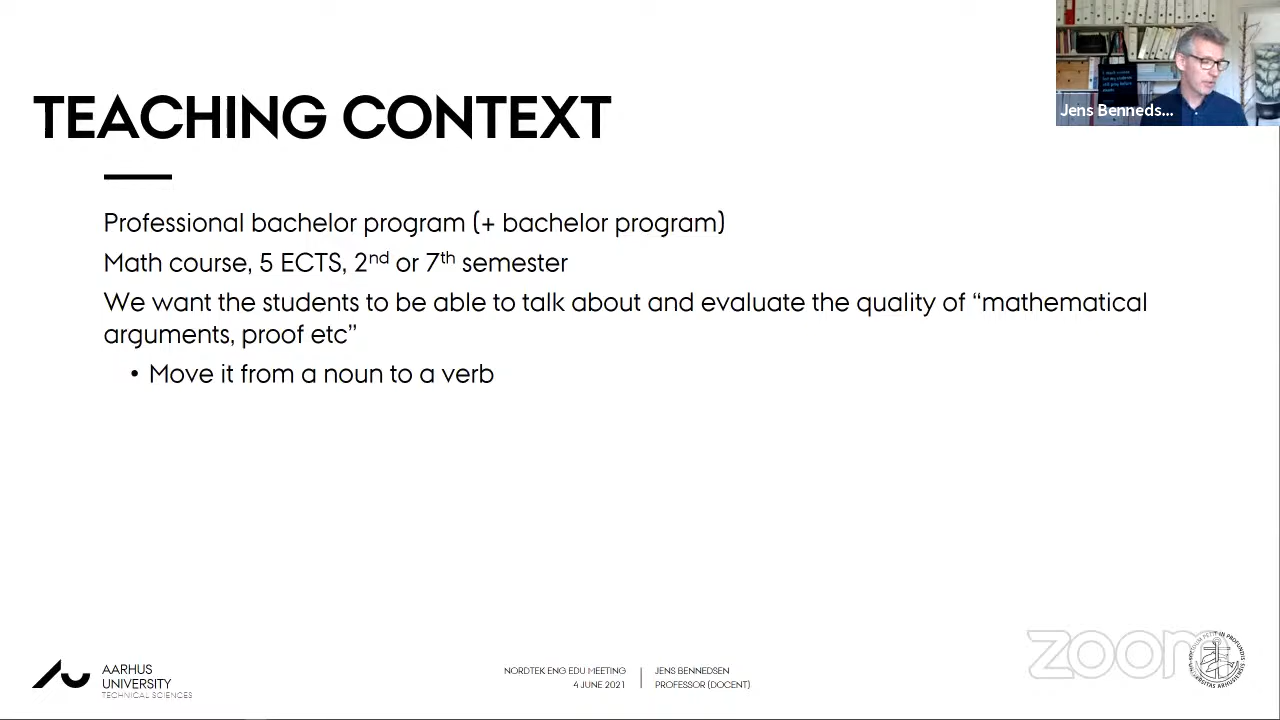 TEACHING CONTEXT
Jens Benneds...
Professional bachelor program (+ bachelor program)
Math course, 5 ECTS, 2nd or 7th semester
We want the students to be able to talk about and evaluate the quality of “mathematical
arguments, proof etc”
• Move it from a noun to a verb
AARHUS
UNIVERSITY
TECHNICAL SCIENCES
NORDTEK ENG EDU MEETING
4 JUNE 2021
JENS BENNEDSEN
PROFESSOR (DOCENT)
zoom